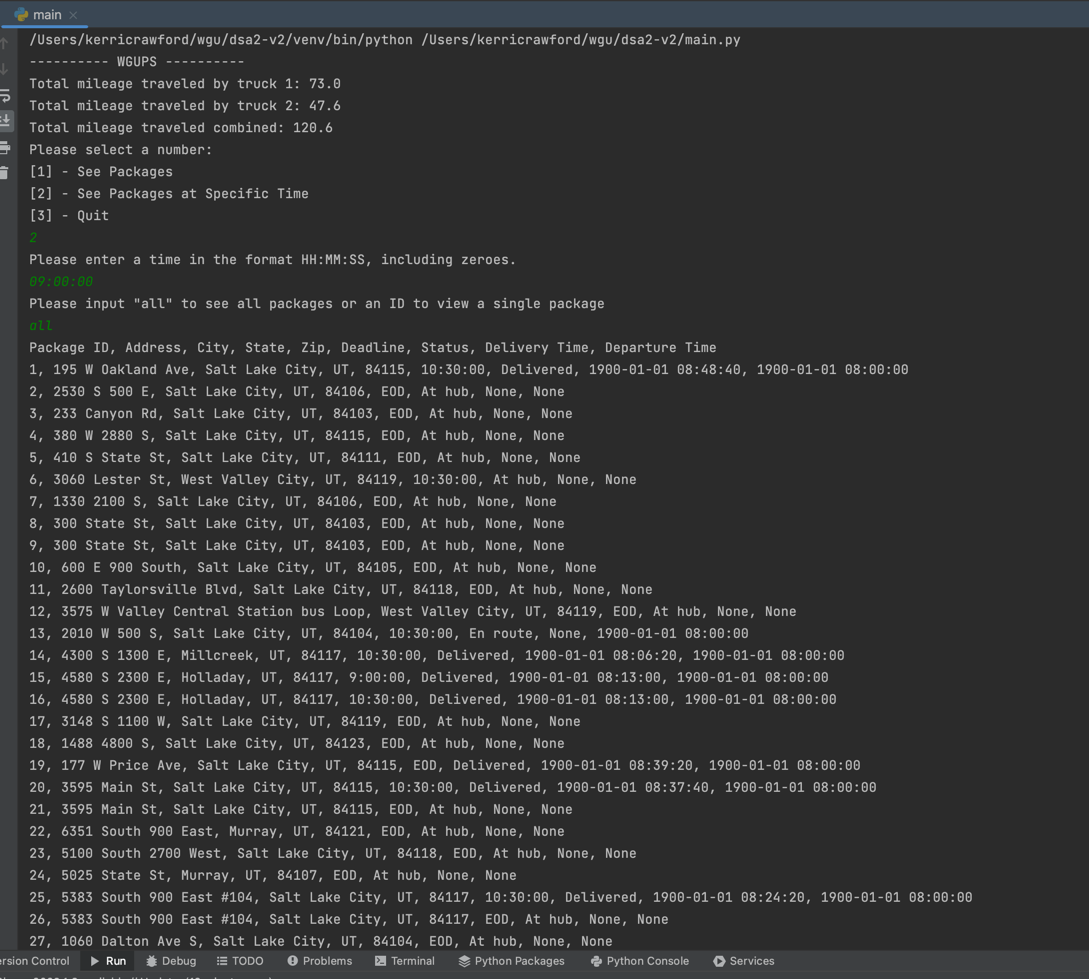 main
/Users/kerricrawford/wgu/dsa2-v2/venv/bin/python /Users/kerricrawford/wgu/dsa2-v2/main.py
---------- WGUPS ----------
Total mileage traveled by truck 1: 73.0
Total mileage traveled by truck 2: 47.6
Total mileage traveled combined: 120.6
Please select a number:
[1] - See Packages
[2] - See Packages at Specific Time
[3] - Quit
2
Please enter a time in the format HH:MM:SS, including zeroes.
09:00:00
Please input "all" to see all packages or an ID to view a single package
all
Package ID, Address, City, State, Zip, Deadline, Status, Delivery Time, Departure Time
1, 195 W Oakland Ave, Salt Lake City, UT, 84115, 10:30:00, Delivered, 1900-01-01 08:48:40, 1900-01-01 08:00:00
2, 2530 S 500 E, Salt Lake City, UT, 84106, EOD, At hub, None, None
3, 233 Canyon Rd, Salt Lake City, UT, 84103, EOD, At hub, None, None
4, 380 W 2880 S, Salt Lake City, UT, 84115, EOD, At hub, None, None
5, 410 S State St, Salt Lake City, UT, 84111, EOD, At hub, None, None
6, 3060 Lester St, West Valley City, UT, 84119, 10:30:00, At hub, None, None
7, 1330 2100 S, Salt Lake City, UT, 84106, EOD, At hub, None, None
8, 300 State St, Salt Lake City, UT, 84103, EOD, At hub, None, None
9, 300 State St, Salt Lake City, UT, 84103, EOD, At hub, None, None
10, 600 E 900 South, Salt Lake City, UT, 84105, EOD, At hub, None, None
11, 2600 Taylorsville Blvd, Salt Lake City, UT, 84118, EOD, At hub, None, None
12, 3575 W Valley Central Station bus Loop, West Valley City, UT, 84119, EOD, At hub, None, None
13, 2010 W 500 S, Salt Lake City, UT, 84104, 10:30:00, En route, None, 1900-01-01 08:00:00
14, 4300 S 1300 E, Millcreek, UT, 84117, 10:30:00, Delivered, 1900-01-01 08:06:20, 1900-01-01 08:00:00
15, 4580 S 2300 E, Holladay, UT, 84117, 9:00:00, Delivered, 1900-01-01 08:13:00, 1900-01-01 08:00:00
16, 4580 S 2300 E, Holladay, UT, 84117, 10:30:00, Delivered, 1900-01-01 08:13:00, 1900-01-01 08:00:00
17, 3148 S 1100 W, Salt Lake City, UT, 84119, EOD, At hub, None, None
18, 1488 4800 S, Salt Lake City, UT, 84123, EOD, At hub, None, None
19, 177 W Price Ave, Salt Lake City, UT, 84115, EOD, Delivered, 1900-01-01 08:39:20, 1900-01-01 08:00:00
20, 3595 Main St, Salt Lake City, UT, 84115, 10:30:00, Delivered, 1900-01-01 08:37:40, 1900-01-01 08:00:00
21, 3595 Main St, Salt Lake City, UT, 84115, EOD, At hub, None, None
22, 6351 South 900 East, Murray, UT, 84121, EOD, At hub, None, None
23, 5100 South 2700 West, Salt Lake City, UT, 84118, EOD, At hub, None, None
24, 5025 State St, Murray, UT, 84107, EOD, At hub, None, None
25, 5383 South 900 East #104, Salt Lake City, UT, 84117, 10:30:00, Delivered, 1900-01-01 08:24:20, 1900-01-01 08:00:00
26, 5383 South 900 East #104, Salt Lake City, UT, 84117, EOD, At hub, None, None
27, 1060 Dalton Ave S, Salt Lake City, UT, 84104, EOD, At hub, None, None
ersion Control Run Debug TODO Problems Terminal Python Packages Python Console Services